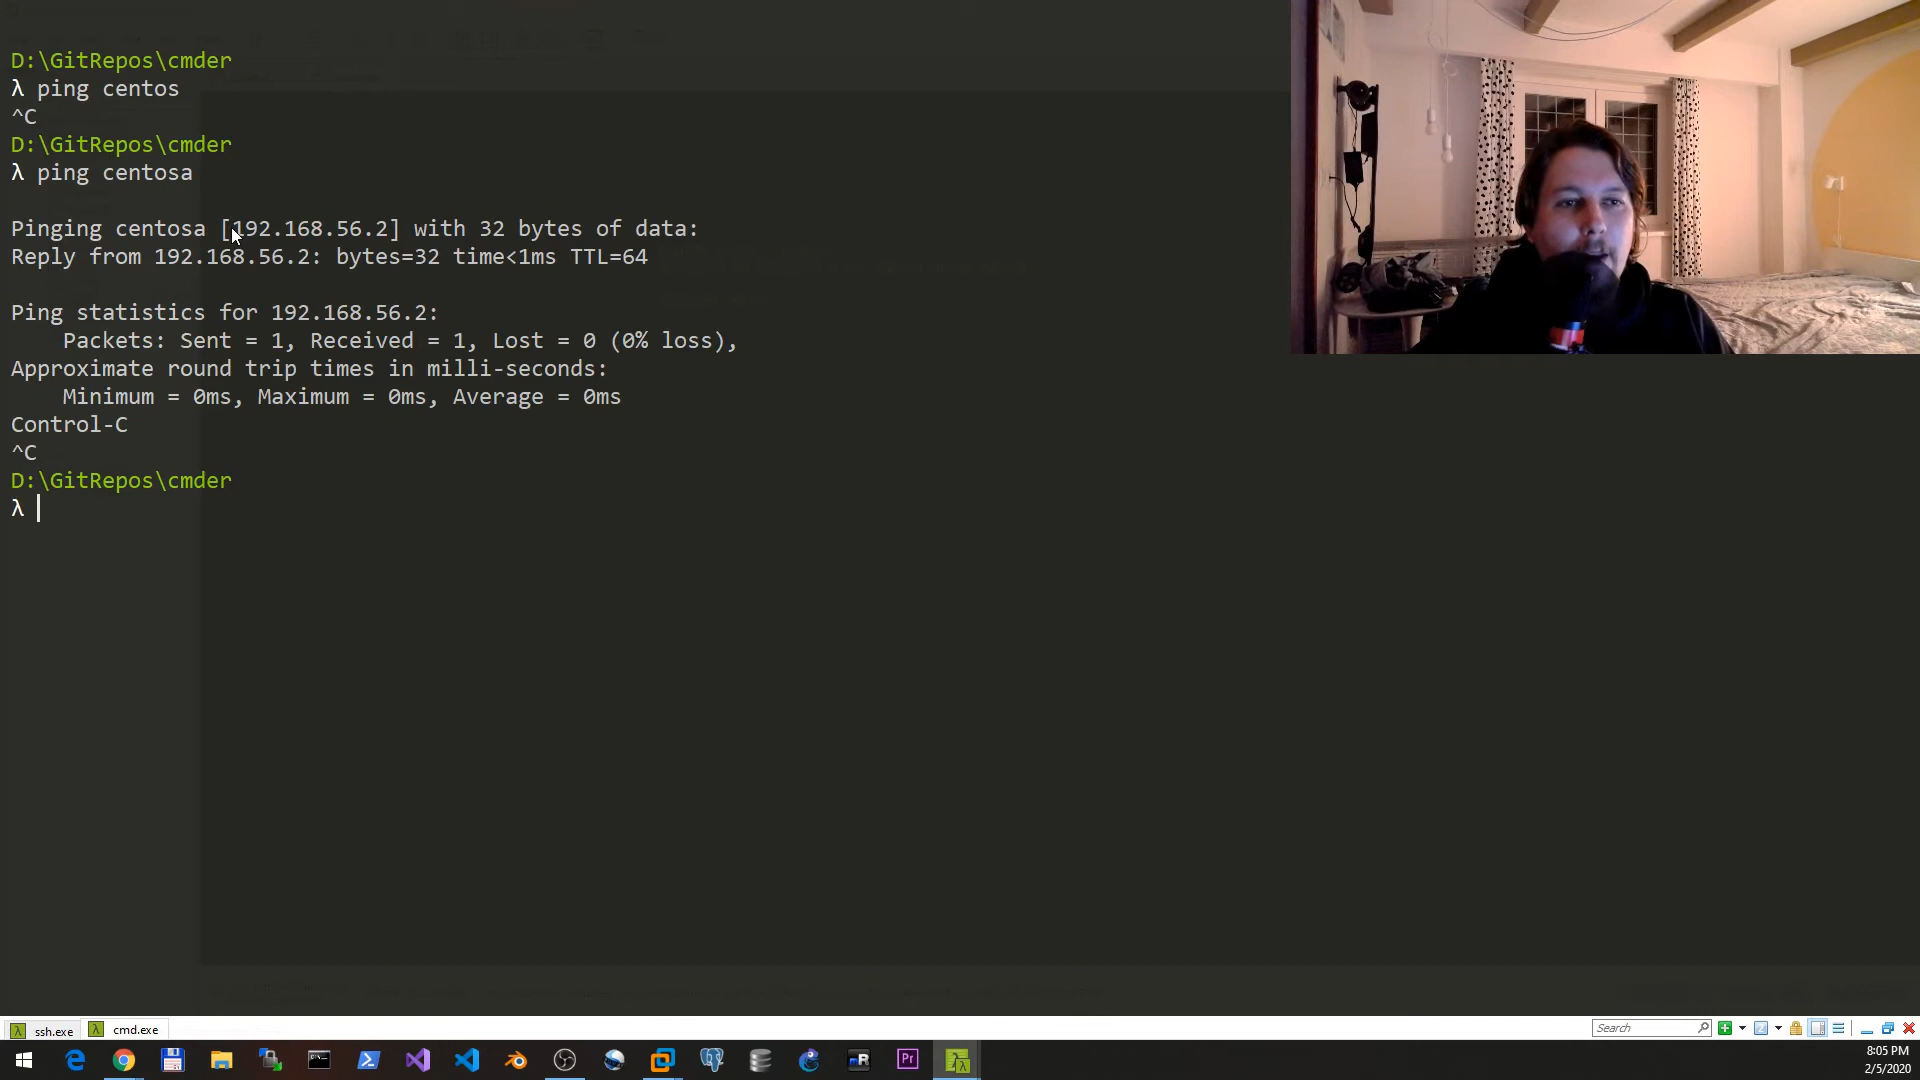 D:\GitRepos\cmder
λ ping centos
^C
D:\GitRepos\cmder
λ ping centosa
Pinging centosa [192.168.56.2] with 32 bytes of data:
Reply from 192.168.56.2: bytes=32 time<1ms TTL=64
Ping statistics for 192.168.56.2:
Packets: Sent = 1, Received = 1, Lost = 0 (0% loss),
Approximate round trip times in milli-seconds:
Minimum = 0ms, Maximum = 0ms, Average = 0ms
Control-C
^C
D:\GitRepos\cmder
λ
λ ssh.exe
λ cmd.exe
Search
mR
Pr
λ
8:05 PM
2/5/2020